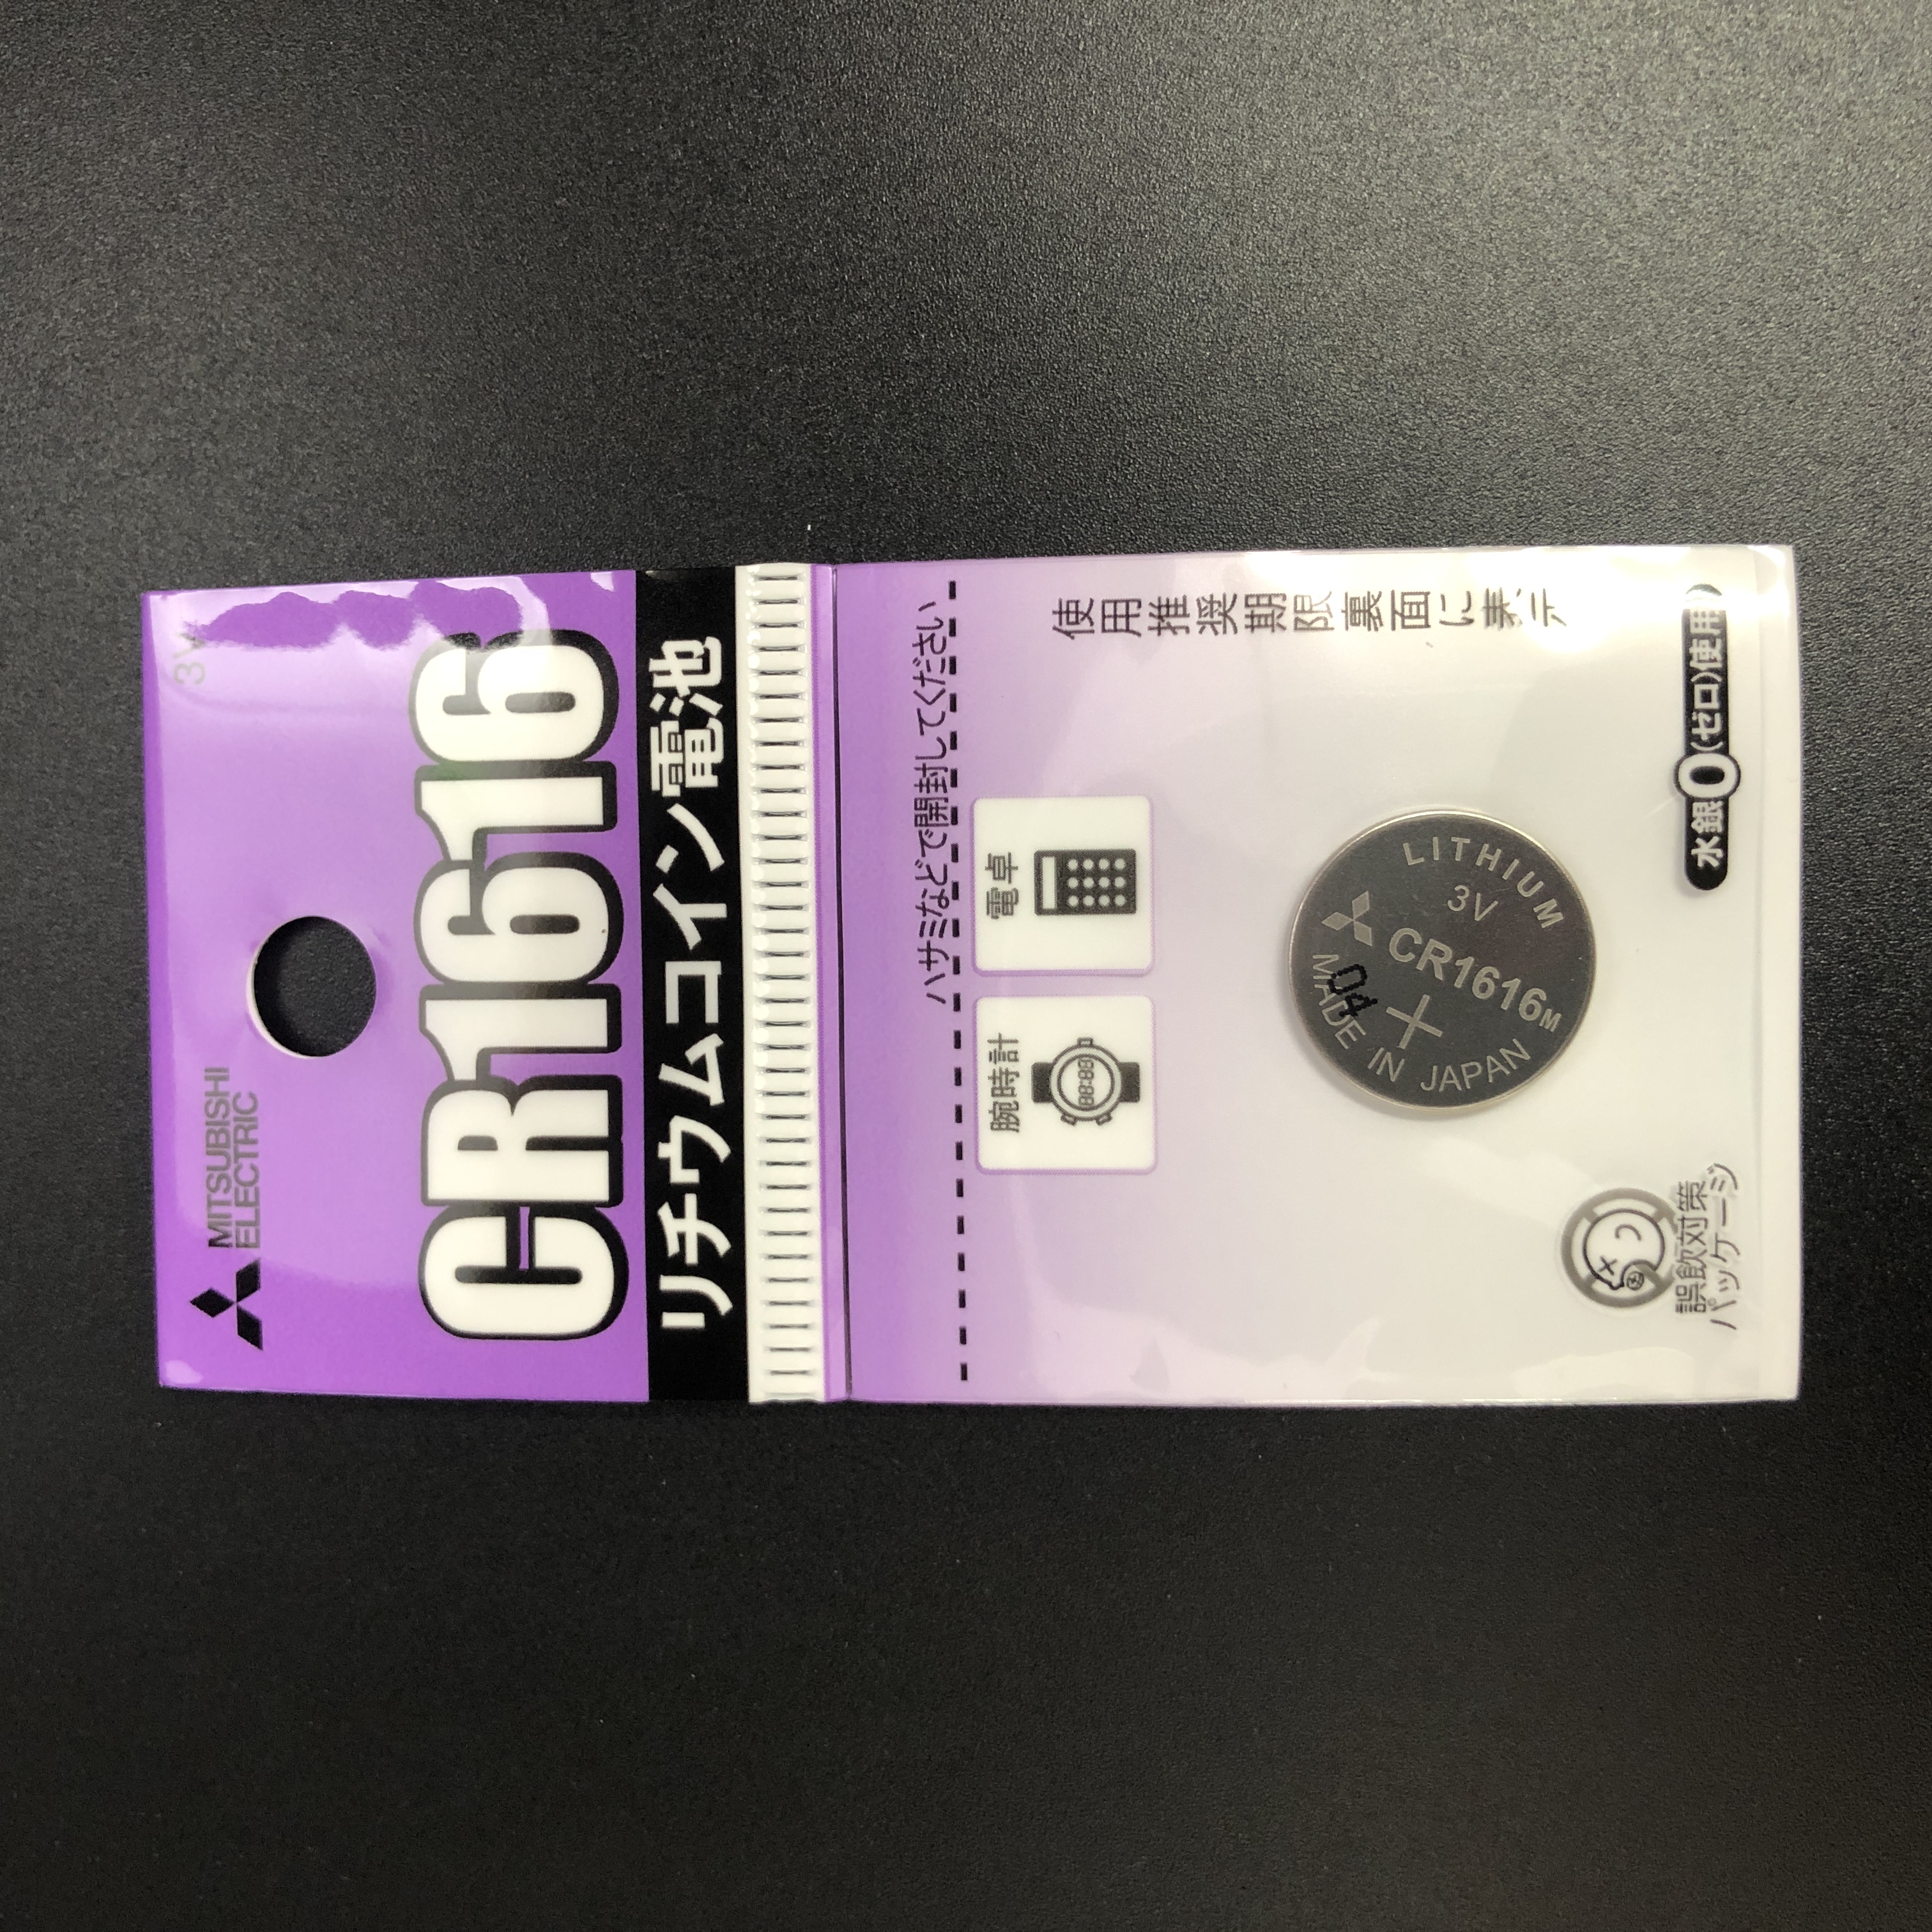 MITSUBISHI
ELECTRIC
3V
CR1616
リチウムコイン電池
ハサミなどで開封してください
腕時計
88:88
電卓
使用推奨期限裏面に表示
LITHIUM
3V
CR1616M
+
MADE IN JAPAN
誤飲対策
パッケージ
水銀0(ゼロ)使用